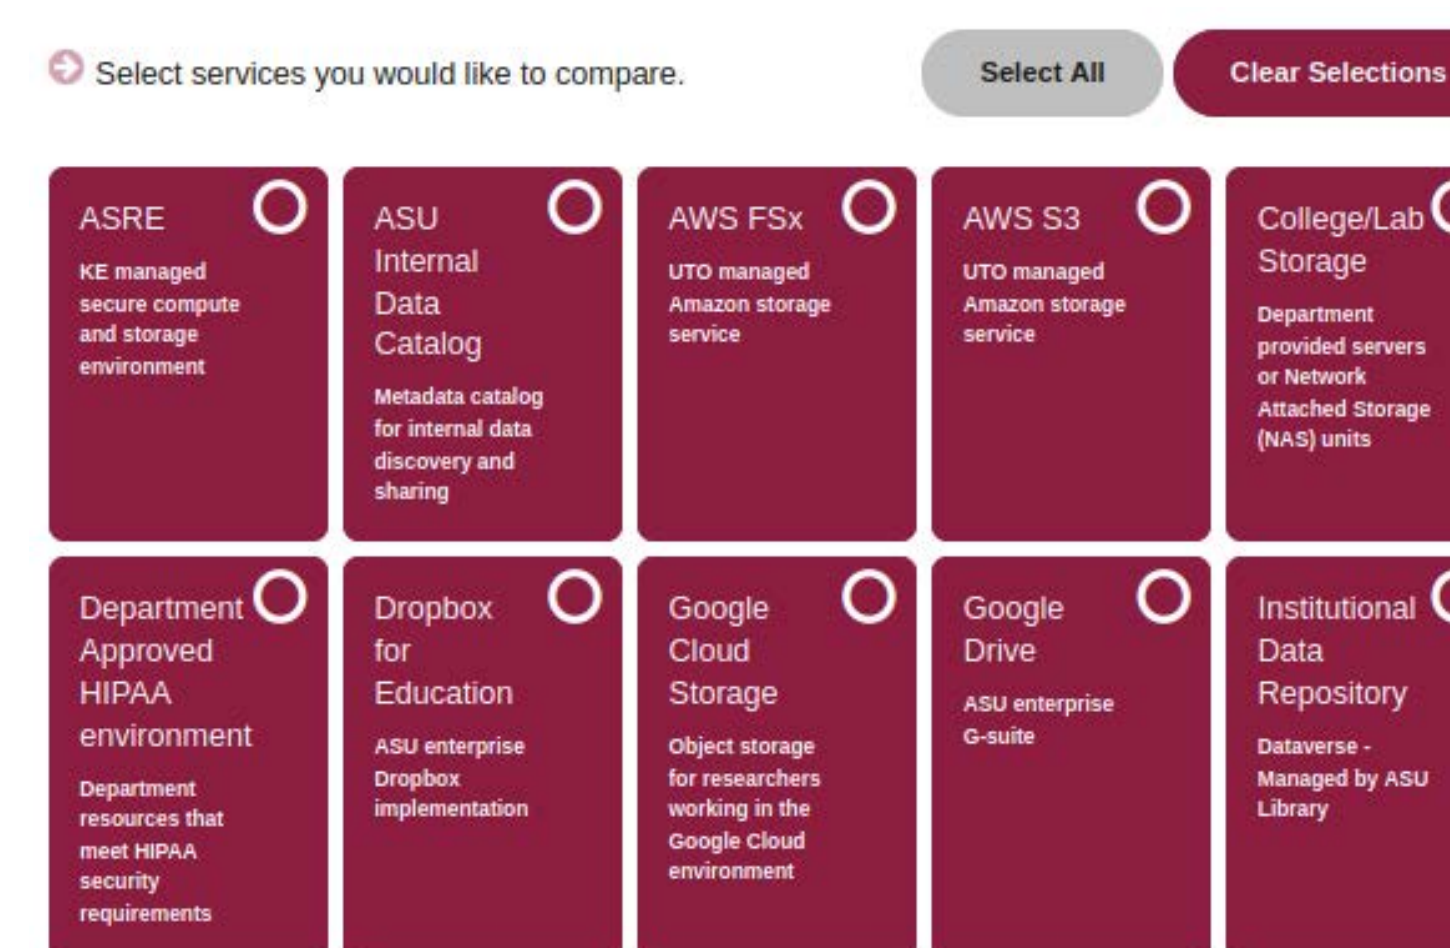 Select services you would like to compare.
Select All
Clear Selections
ASRE
KE managed
secure compute
and storage
environment
ASU
Internal
Data
Catalog
Metadata catalog
for internal data
discovery and
sharing
AWS FSx
UTO managed
Amazon storage
service
AWS S3
UTO managed
Amazon storage
service
College/Lab
Storage
Department
provided servers
or Network
Attached Storage
(NAS) units
Department
Approved
HIPAA
environment
Department
resources that
meet HIPAA
security
requirements
Dropbox
for
Education
ASU enterprise
Dropbox
implementation
Google
Cloud
Storage
Object storage
for researchers
working in the
Google Cloud
environment
Google
Drive
ASU enterprise
G-suite
Institutional
Data
Repository
Dataverse -
Managed by ASU
Library